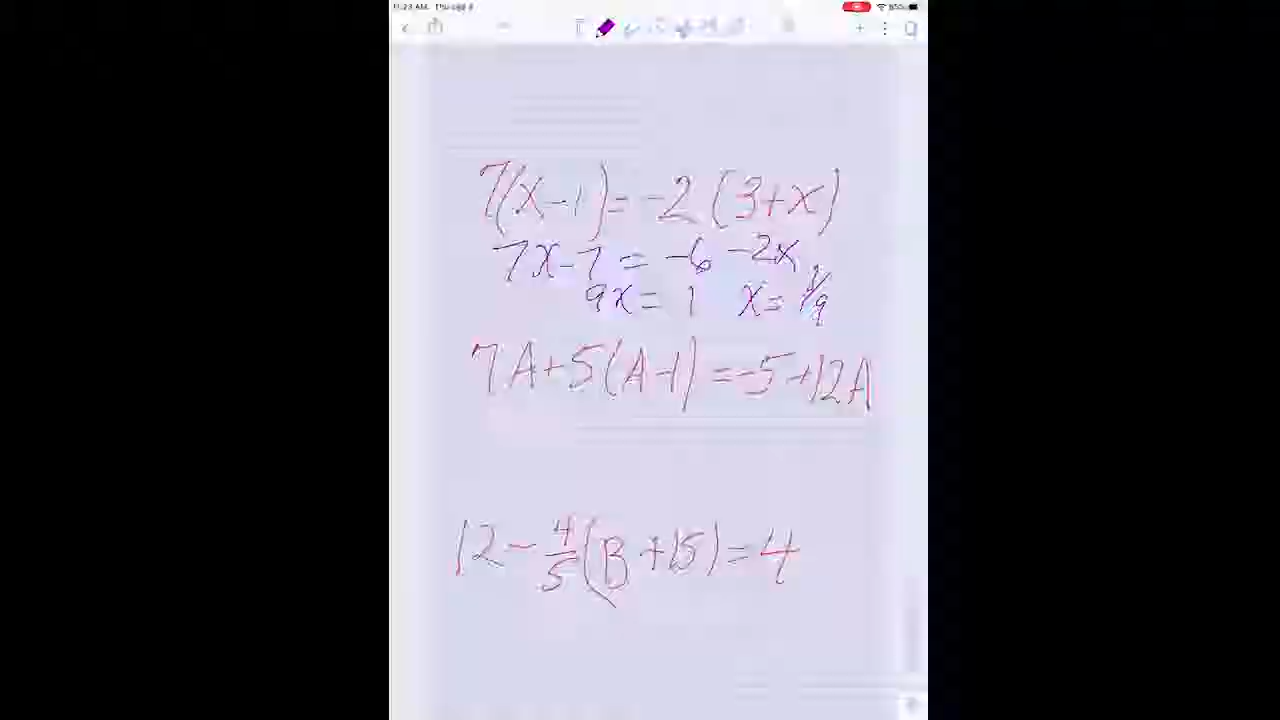 7(x-1)=-2(3+x)
7x-7=-6-2x
9x=1 x=1/9
7A+5(A-1)=-5+12A
12-4/5(B+15)=4